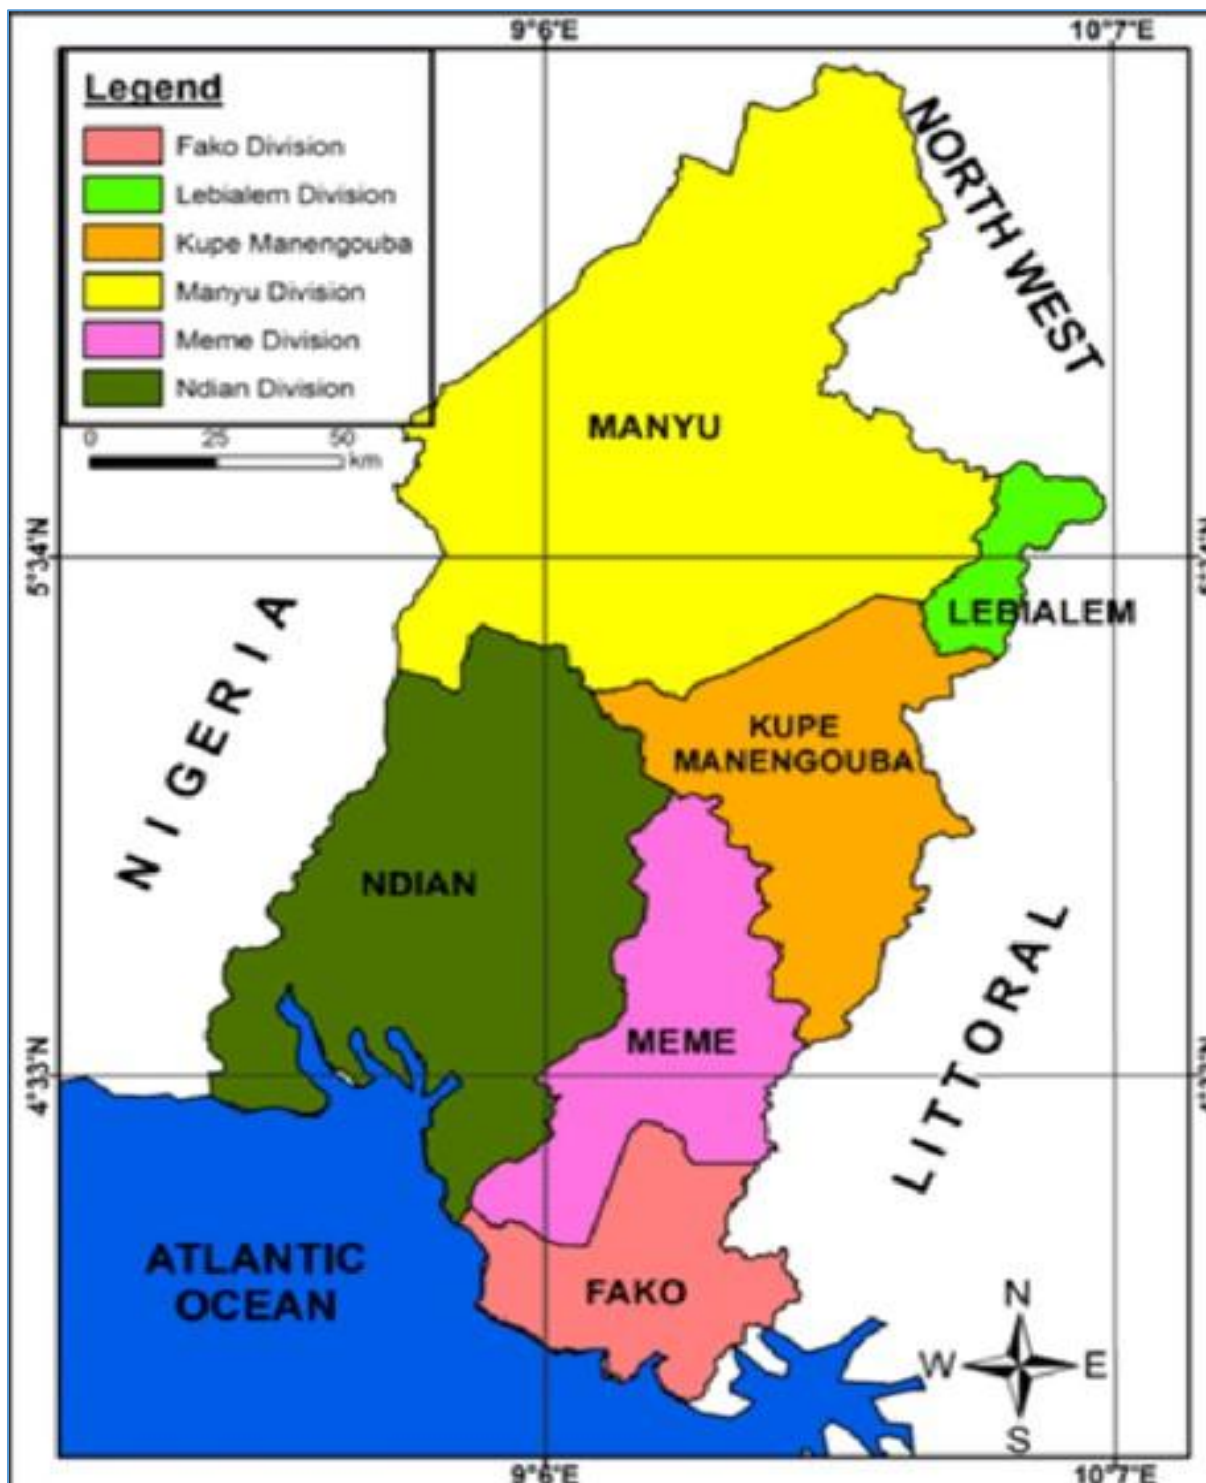 9°6'E 10°7'E
Legend
Fako Division
Lebialem Division
Kupe Manengouba
Manyu Division
Meme Division
Ndian Division
0 25 50
km
NORTH WEST
MANYU
5°34'N
LEBIALEM
NIGERIA
KUPE
MANENGOUBA
NDIAN
LITTORAL
MEME
4°33'N
ATLANTIC
OCEAN
FAKO
N
W E
S
9°6'E 10°7'E